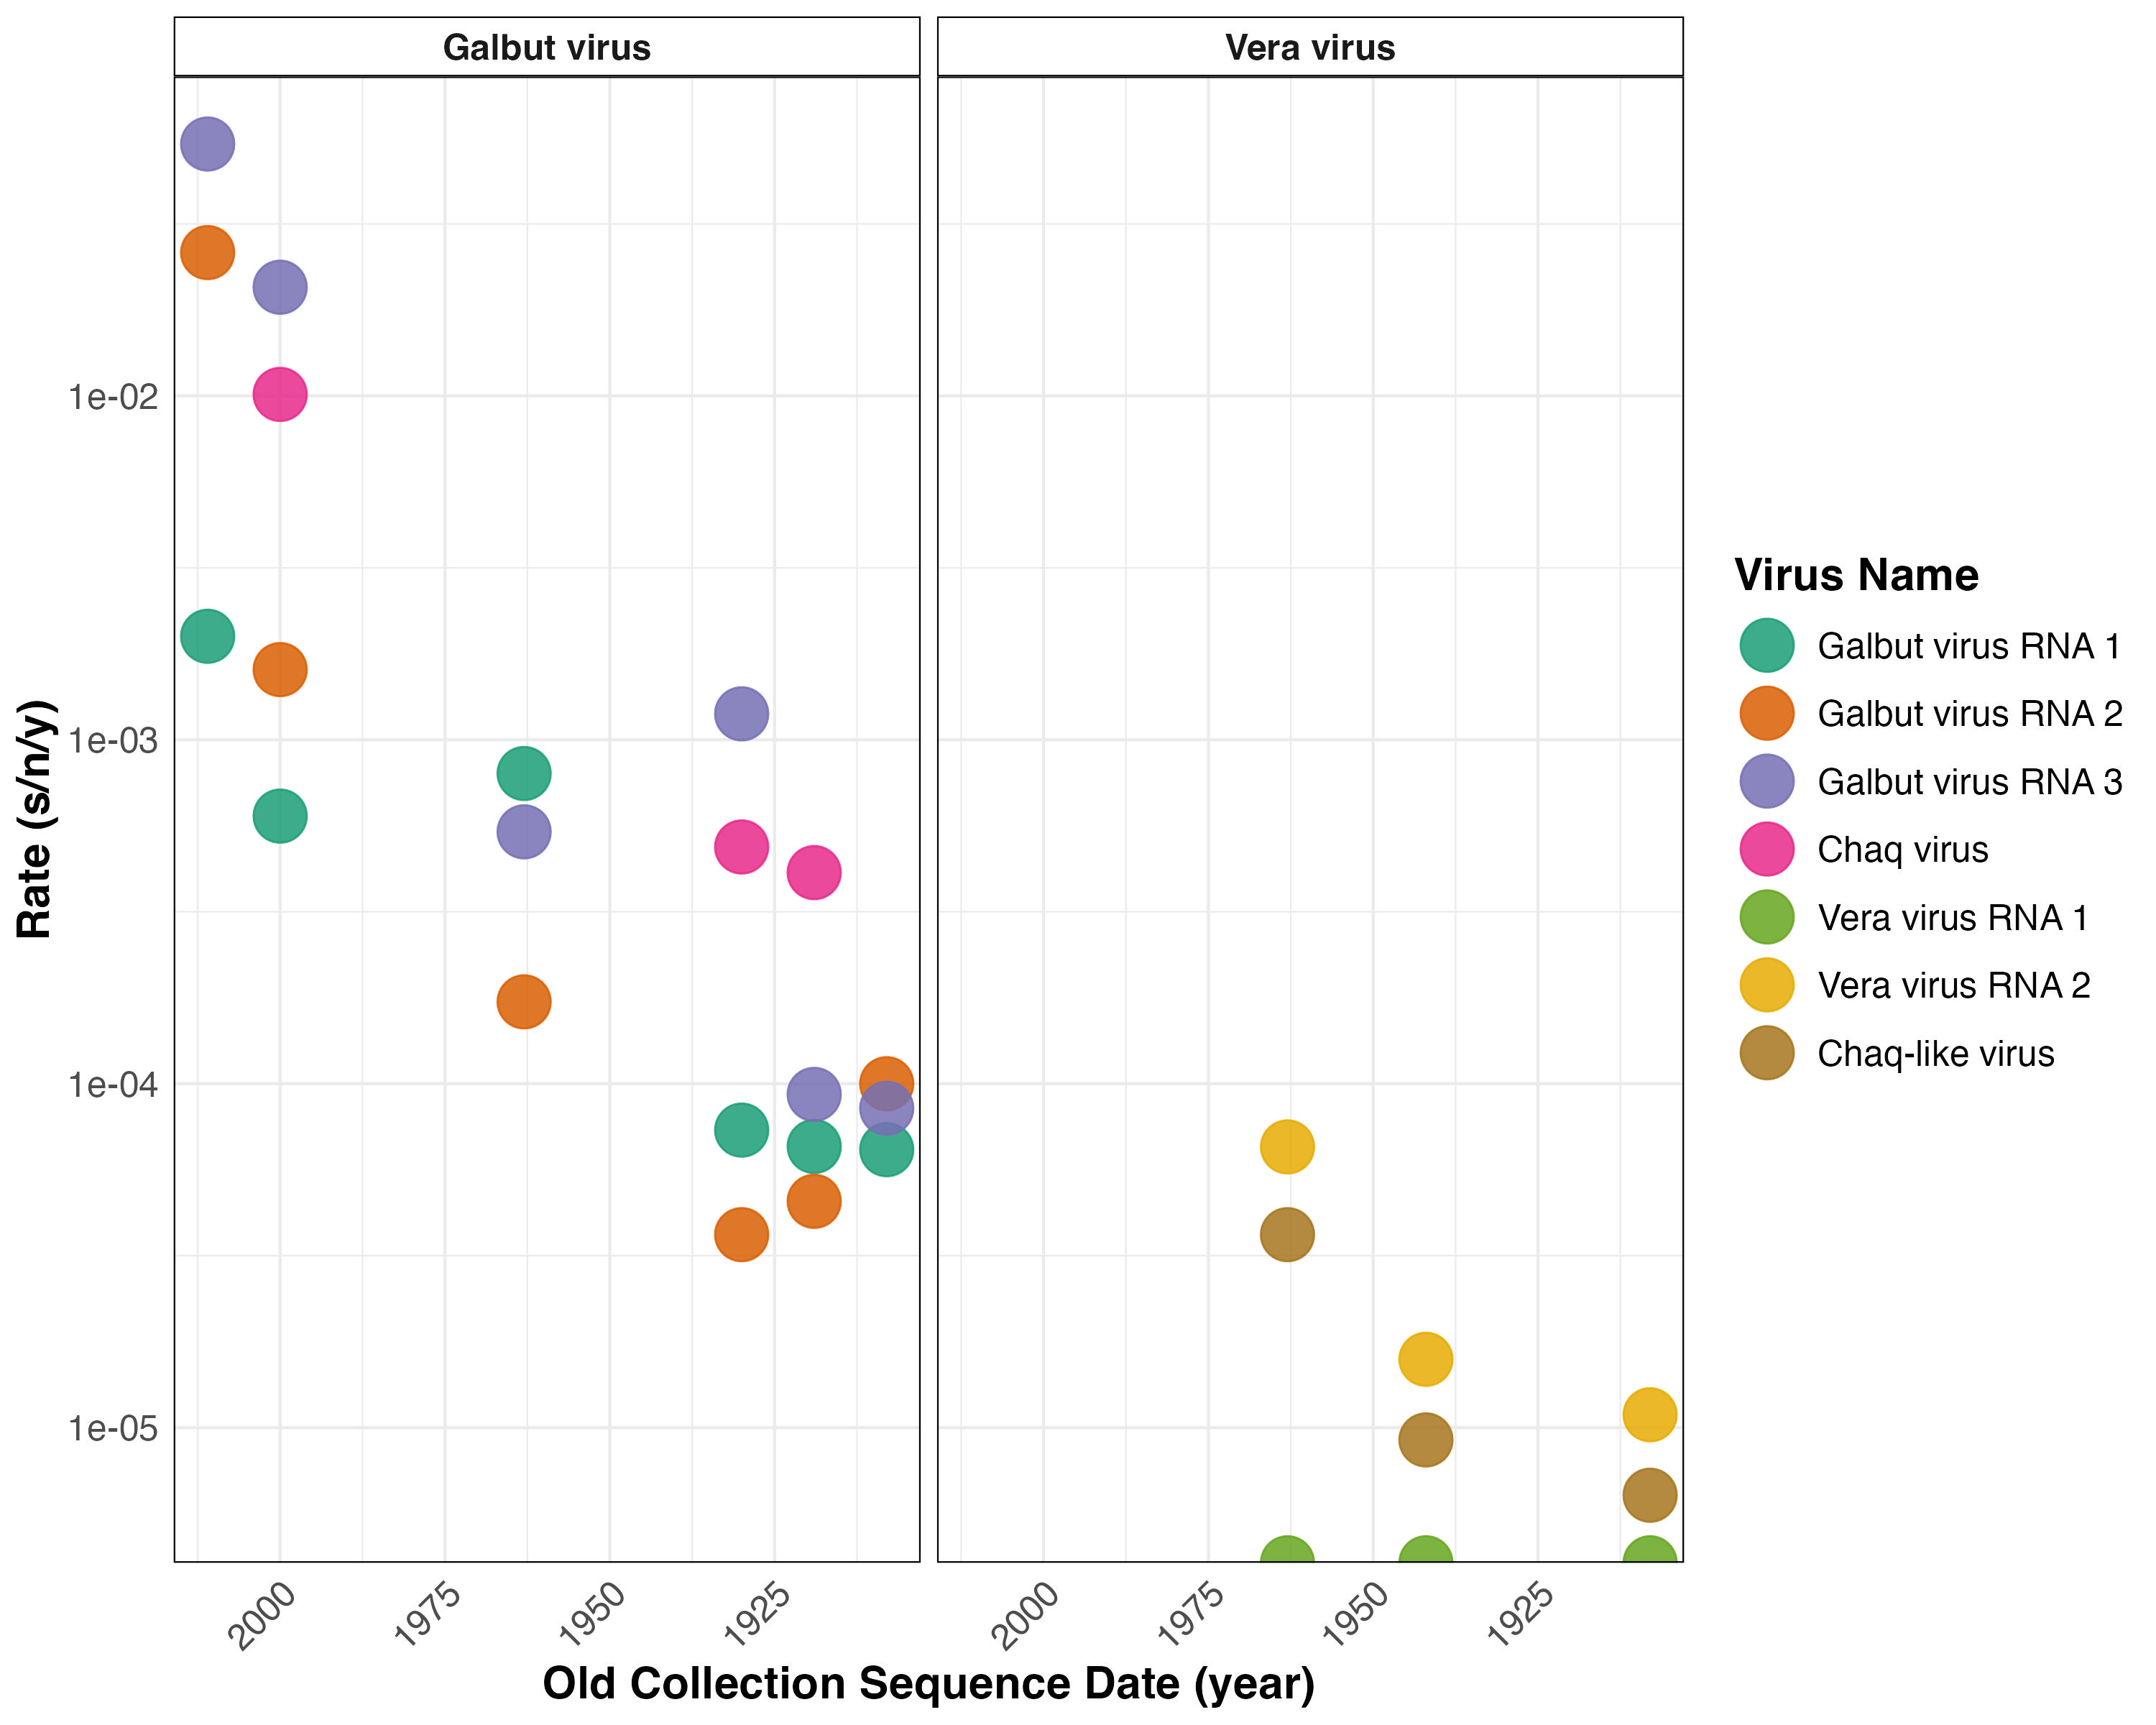 Galbut virus
Vera virus
Rate (s/n/y)
1e-02
1e-03
1e-04
1e-05
2000
1975
1950
1925
2000
1975
1950
1925
Old Collection Sequence Date (year)
Virus Name
Galbut virus RNA 1
Galbut virus RNA 2
Galbut virus RNA 3
Chaq virus
Vera virus RNA 1
Vera virus RNA 2
Chaq-like virus